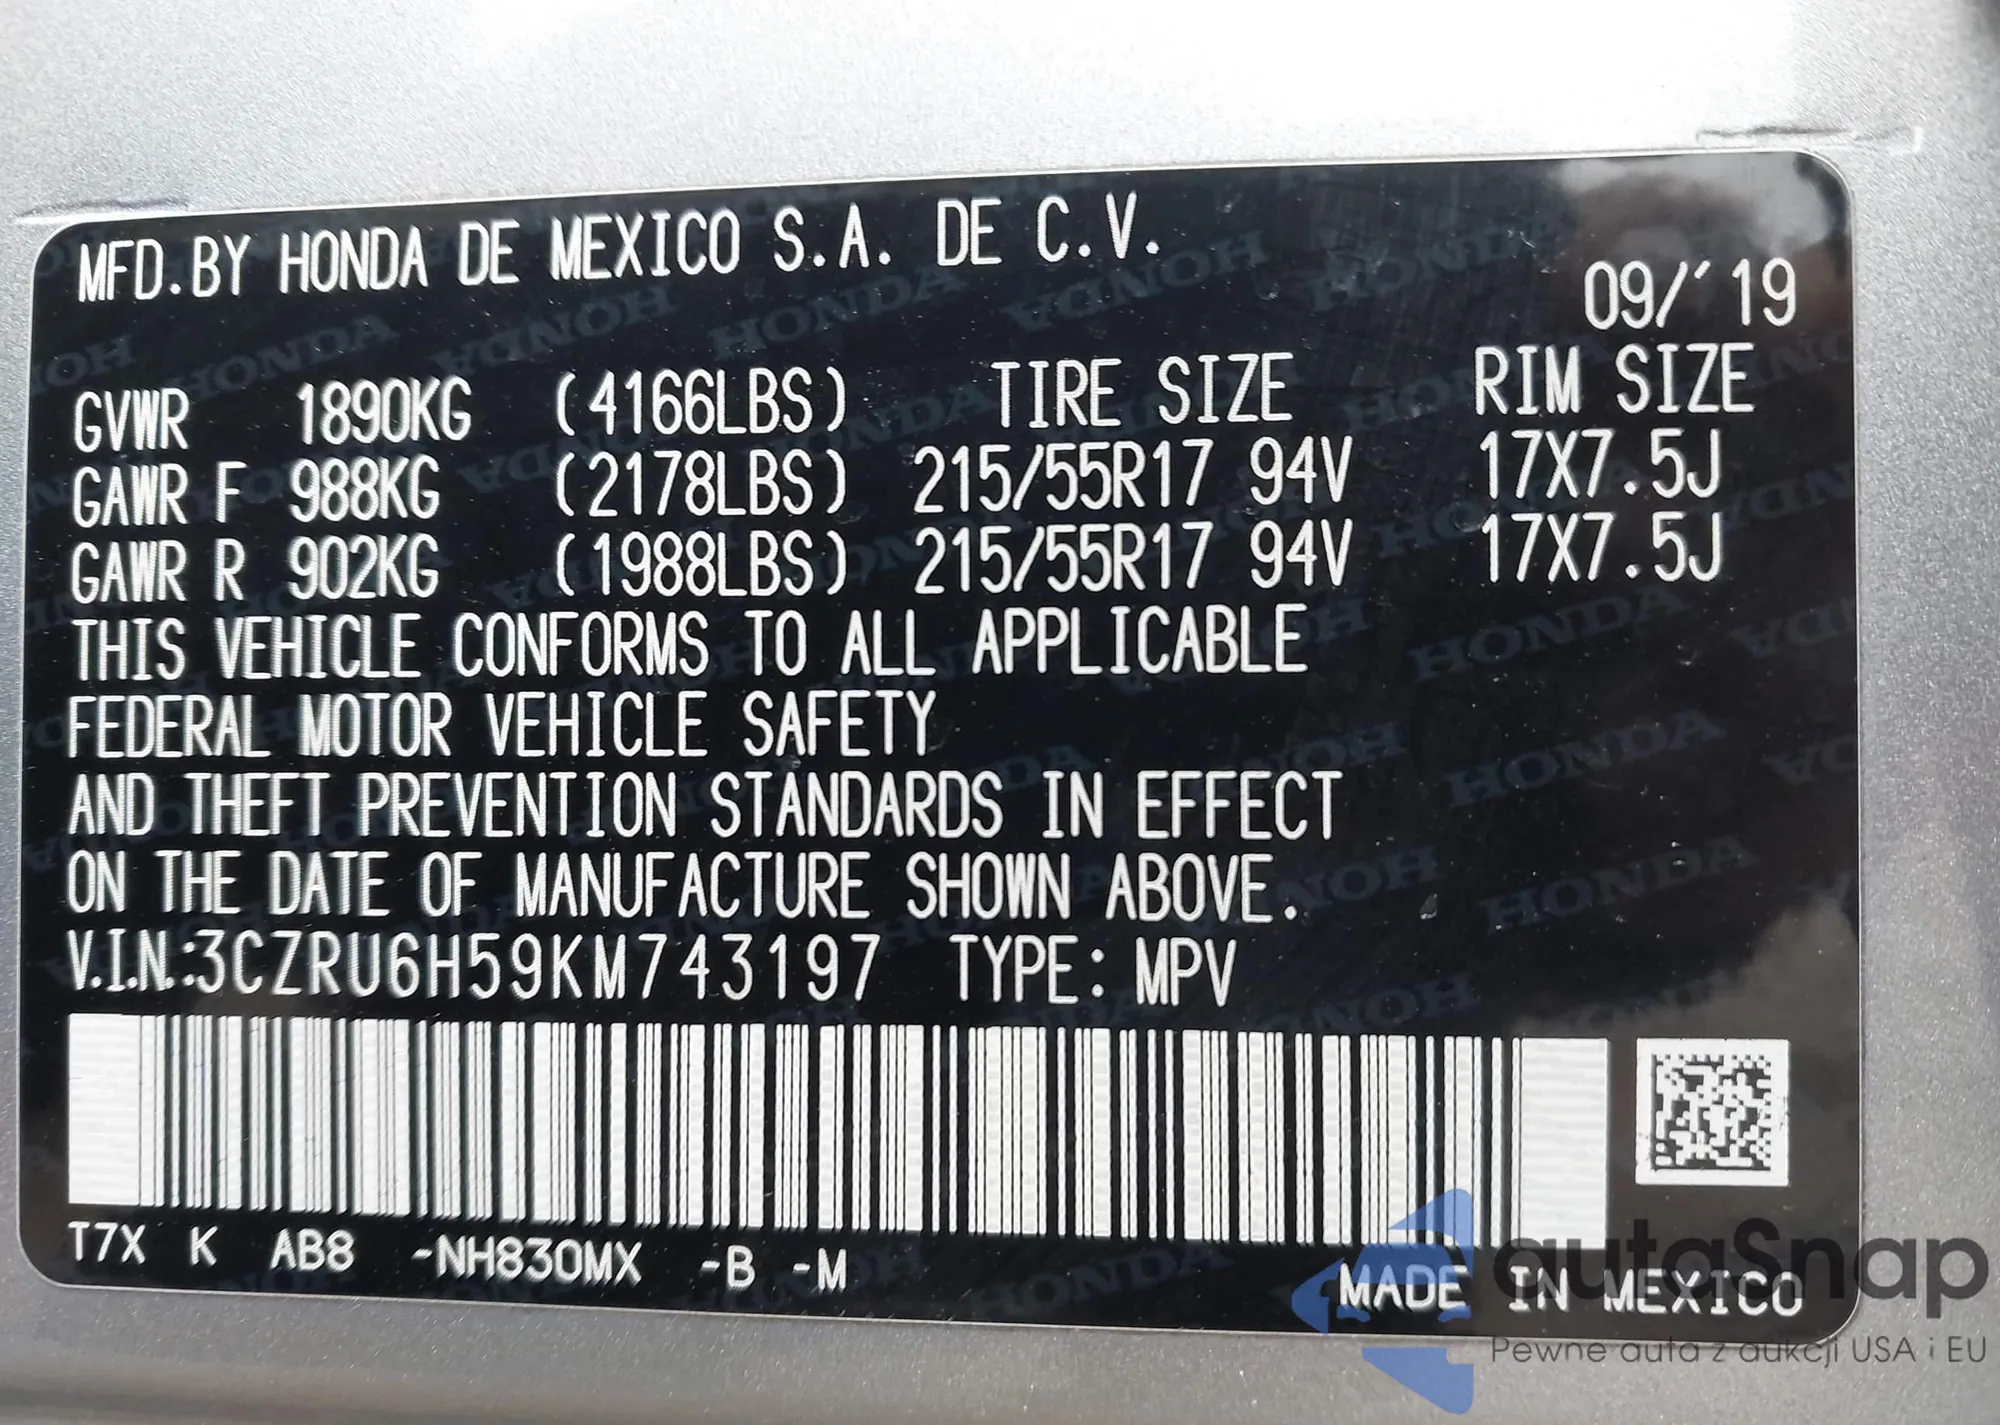 MFD.BY HONDA DE MEXICO S.A. DE C.V.
09/'19
GVWR 1890KG (4166LBS) TIRE SIZE RIM SIZE
GAWR F 988KG (2178LBS) 215/55R17 94V 17X7.5J
GAWR R 902KG (1988LBS) 215/55R17 94V 17X7.5J
THIS VEHICLE CONFORMS TO ALL APPLICABLE
FEDERAL MOTOR VEHICLE SAFETY
AND THEFT PREVENTION STANDARDS IN EFFECT
ON THE DATE OF MANUFACTURE SHOWN ABOVE.
V.I.N.:3CZRU6H59KM743197 TYPE: MPV
T7X K AB8 -NH830MX -B -M
MADE IN MEXICO
autaSnap
Pewne auta z aukcji USA i EU